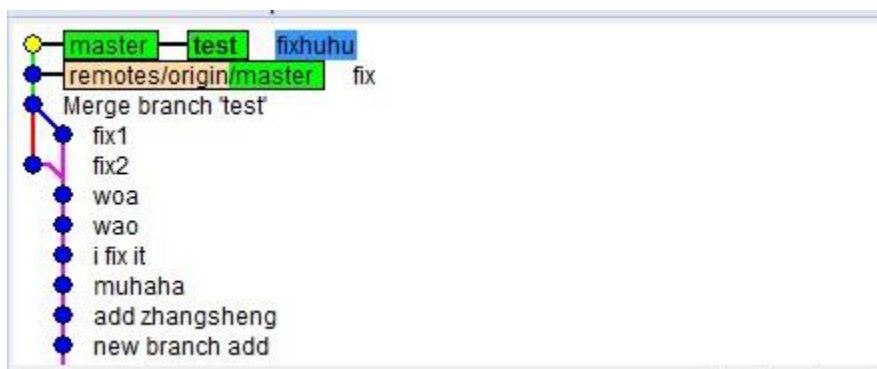 master test fixhuhu
remotes/origin/master fix
Merge branch 'test'
fix1
fix2
woa
wao
i fix it
muhaha
add zhangsheng
new branch add